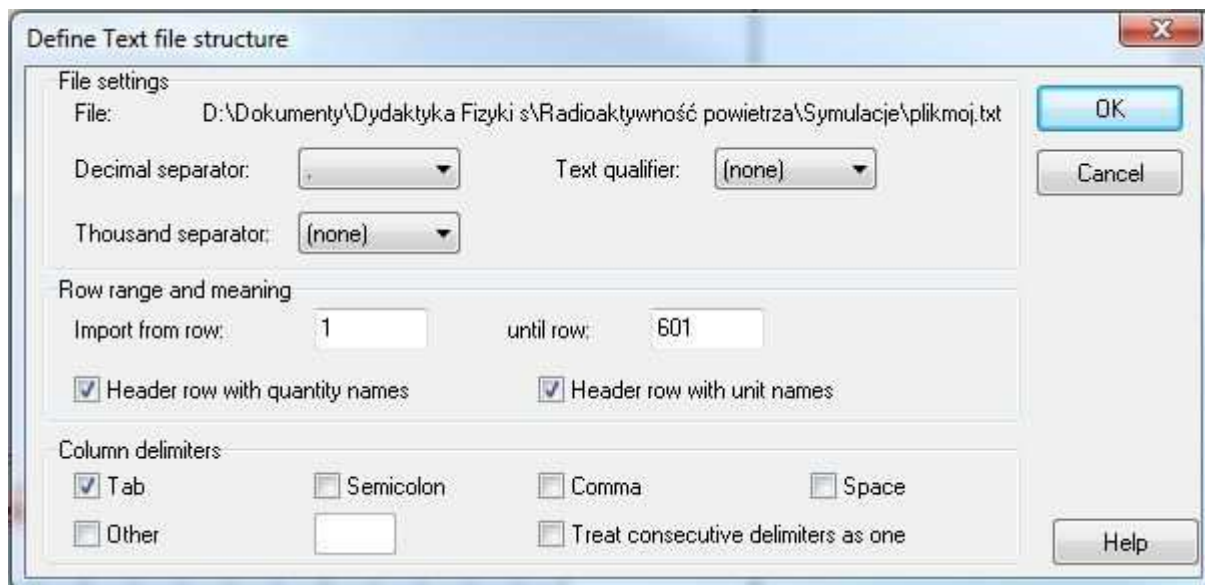 Define Text file structure
File settings
File: D:\Dokumenty\Dydaktyka Fizyki s\Radioaktywność powietrza\Symulacje\plikmoj.txt
OK
Decimal separator: , Text qualifier: (none)
Cancel
Thousand separator: (none)
Row range and meaning
Import from row: 1 until row: 601
Header row with quantity names Header row with unit names
Column delimiters
Tab Semicolon Comma Space
Other Treat consecutive delimiters as one
Help